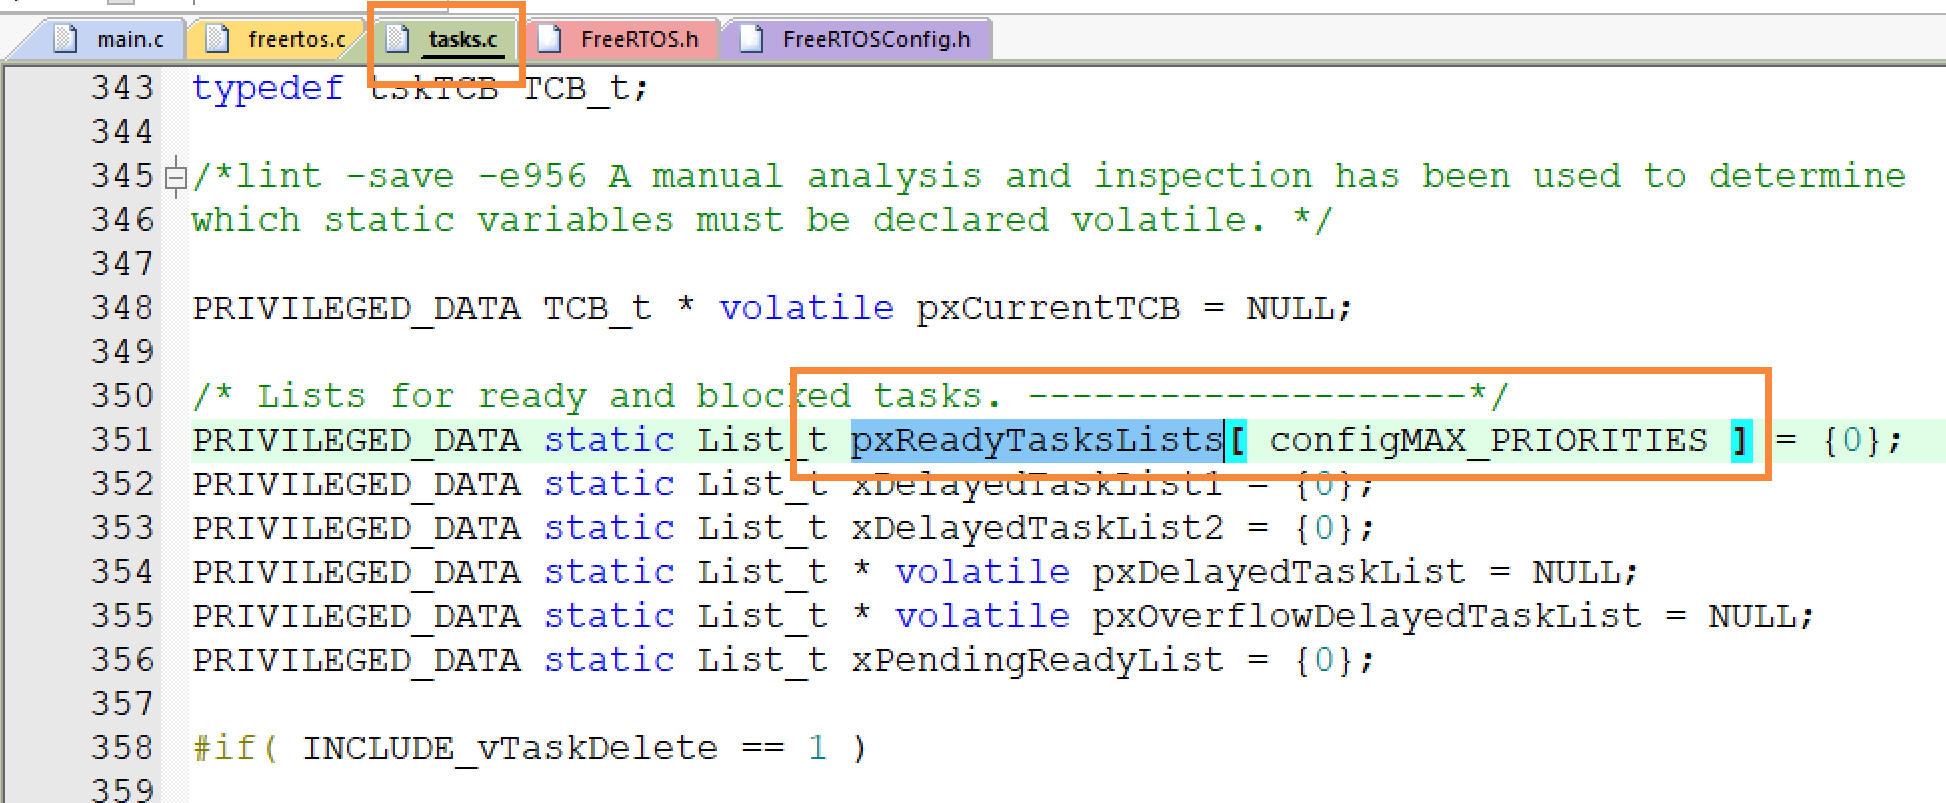 main.c freertos.c tasks.c FreeRTOS.h FreeRTOSConfig.h
343 typedef tskTCB TCB_t;
344
345 /*lint -save -e956 A manual analysis and inspection has been used to determine
346 which static variables must be declared volatile. */
347
348 PRIVILEGED_DATA TCB_t * volatile pxCurrentTCB = NULL;
349
350 /* Lists for ready and blocked tasks. --------------------*/
351 PRIVILEGED_DATA static List_t pxReadyTasksLists[ configMAX_PRIORITIES ] = {0};
352 PRIVILEGED_DATA static List_t xDelayedTaskList1 = {0};
353 PRIVILEGED_DATA static List_t xDelayedTaskList2 = {0};
354 PRIVILEGED_DATA static List_t * volatile pxDelayedTaskList = NULL;
355 PRIVILEGED_DATA static List_t * volatile pxOverflowDelayedTaskList = NULL;
356 PRIVILEGED_DATA static List_t xPendingReadyList = {0};
357
358 #if( INCLUDE_vTaskDelete == 1 )
359